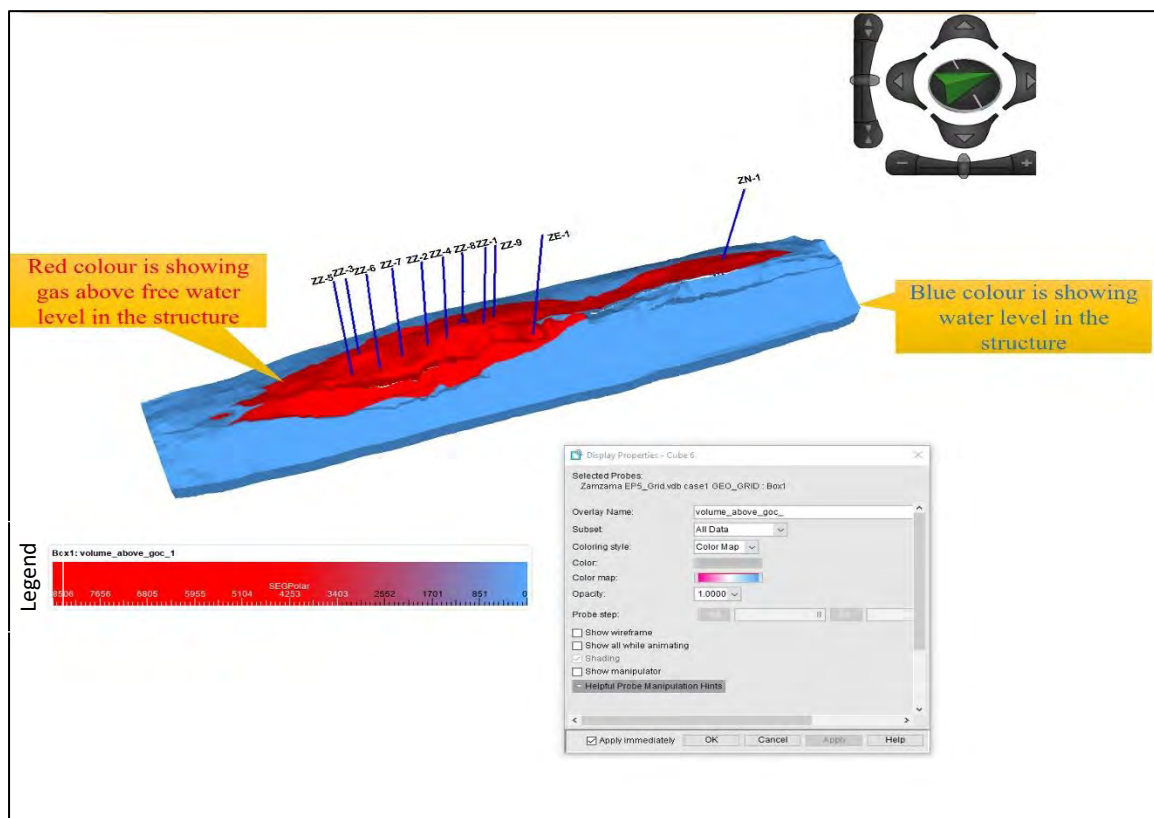 ZN-1
ZE-1
ZZ-9
ZZ-1
ZZ-8
ZZ-4
ZZ-2
ZZ-7
ZZ-6
ZZ-3
ZZ-5
Red colour is showing
gas above free water
level in the structure
Blue colour is showing
water level in the
structure
Display Properties - Cube 6
Selected Probes:
Zamzama EP5_Grid.vdb case1 GEO_GRID : Box1
Overlay Name: volume_above_goc_
Subset: All Data
Coloring style: Color Map
Color:
Color map:
Opacity: 1.0000
Probe step: 0
Show wireframe
Show all while animating
Shading
Show manipulator
Helpful Probe Manipulation Hints
Apply immediately OK Cancel Apply Help
Legend
Box1: volume_above_goc_1
SEGPolar
8506 7656 6805 5955 5104 4253 3403 2552 1701 851 0